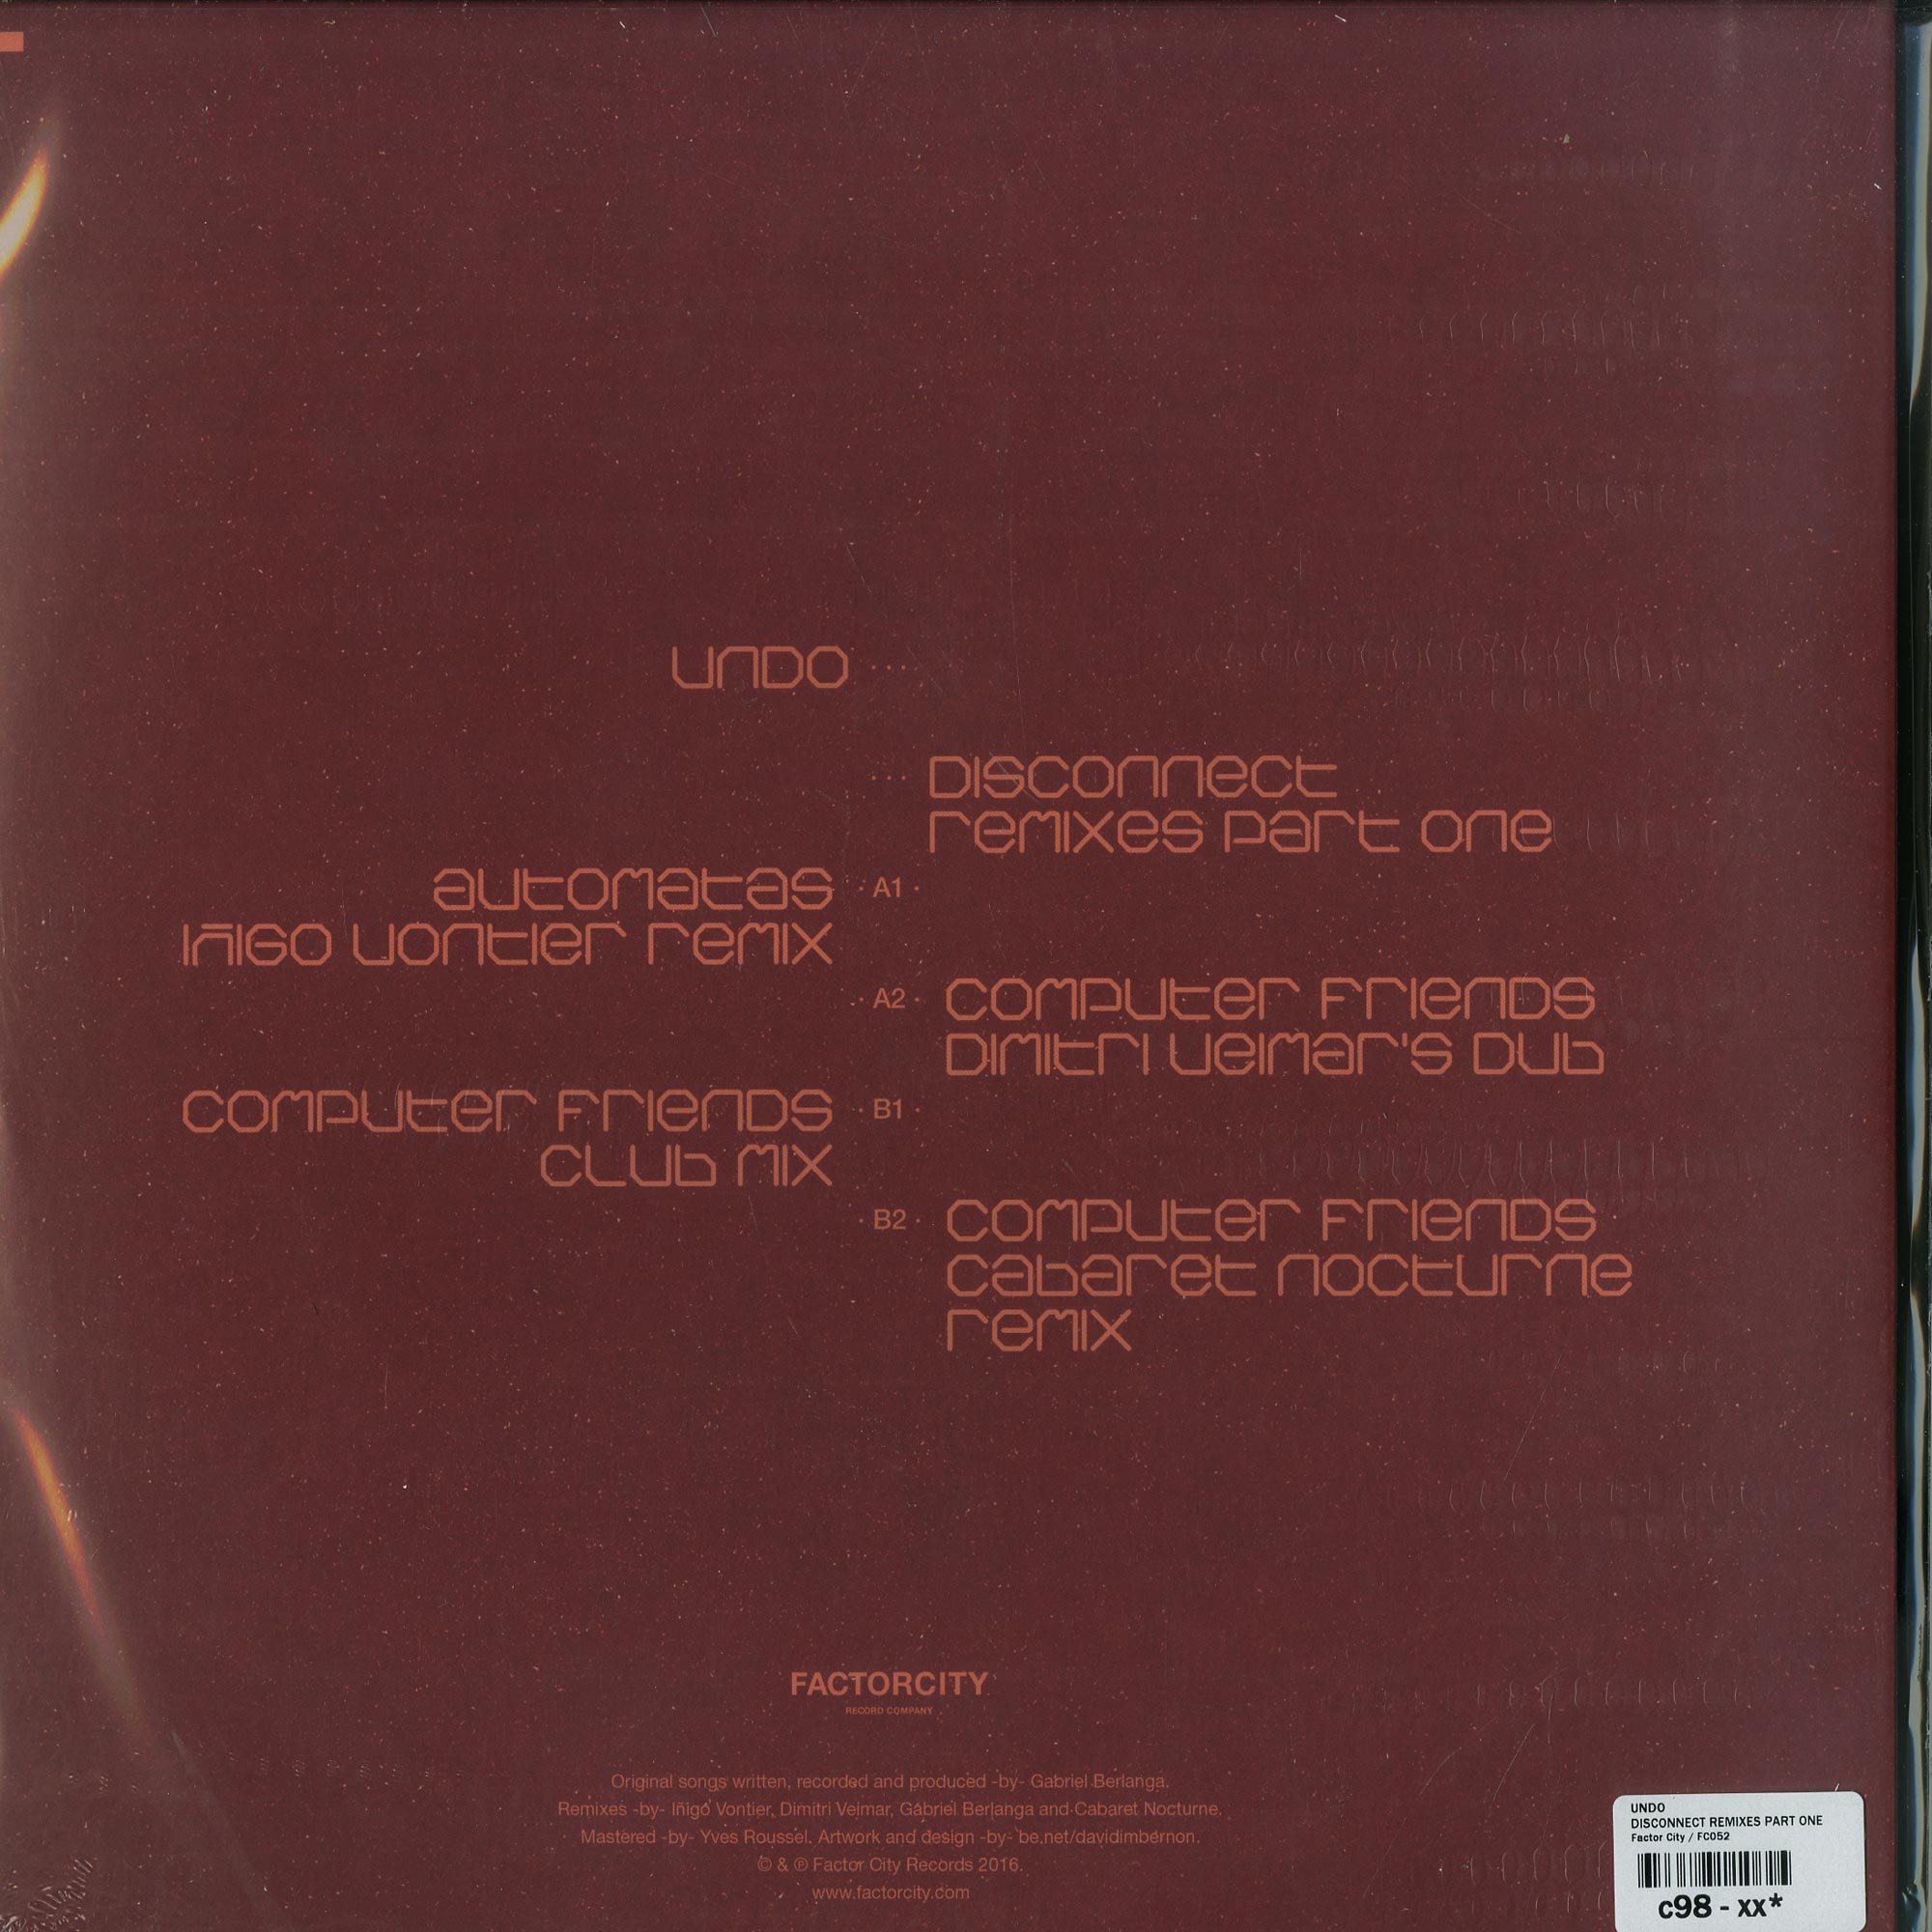 UNDO ...
... DISCONNECT
REMIXES PART ONE
AUTOMATAS · A1 ·
IÑIGO VONTIER REMIX
· A2 · COMPUTER FRIENDS
DIMITRI VEIMAR'S DUB
COMPUTER FRIENDS · B1 ·
CLUB MIX
· B2 · COMPUTER FRIENDS
CABARET NOCTURNE
REMIX
FACTORCITY
RECORD COMPANY
Original songs written, recorded and produced -by- Gabriel Berlanga.
Remixes -by- Iñigo Vontier, Dimitri Veimar, Gabriel Berlanga and Cabaret Nocturne.
Mastered -by- Yves Roussel. Artwork and design -by- be.net/davidimbernon.
© & ℗ Factor City Records 2016.
www.factorcity.com
UNDO
DISCONNECT REMIXES PART ONE
Factor City / FC052
c98 - xx*